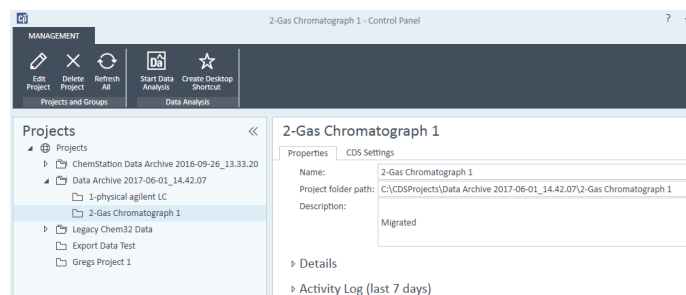 2-Gas Chromatograph 1 - Control Panel
?
MANAGEMENT
Edit Project
Delete Project
Refresh All
Start Data Analysis
Create Desktop Shortcut
Projects and Groups
Data Analysis
Projects
Projects
ChemStation Data Archive 2016-09-26_13.33.20
Data Archive 2017-06-01_14.42.07
1-physical agilent LC
2-Gas Chromatograph 1
Legacy Chem32 Data
Export Data Test
Gregs Project 1
2-Gas Chromatograph 1
Properties CDS Settings
Name: 2-Gas Chromatograph 1
Project folder path: C:\CDSProjects\Data Archive 2017-06-01_14.42.07\2-Gas Chromatograph 1
Description:
Migrated
Details
Activity Log (last 7 days)